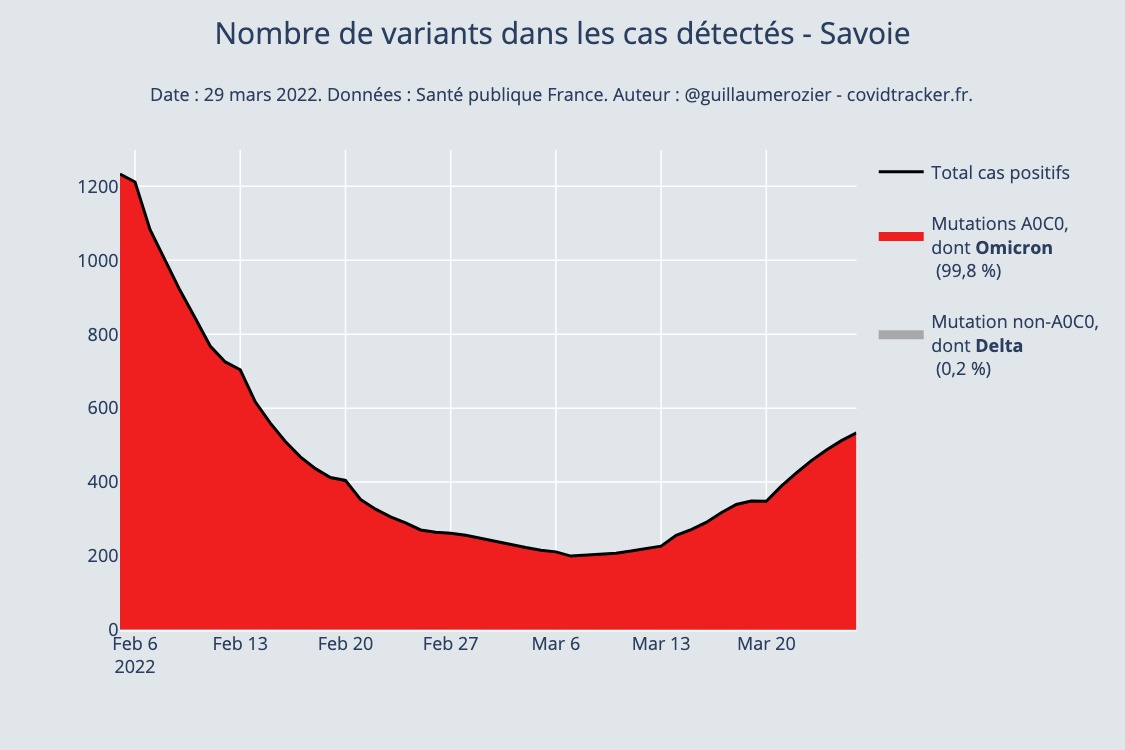 Nombre de variants dans les cas détectés - Savoie
Date : 29 mars 2022. Données : Santé publique France. Auteur : @guillaumerozier - covidtracker.fr.
1200
1000
800
600
400
200
0
Feb 6
2022
Feb 13
Feb 20
Feb 27
Mar 6
Mar 13
Mar 20
Total cas positifs
Mutations A0C0,
dont Omicron
(99,8 %)
Mutation non-A0C0,
dont Delta
(0,2 %)